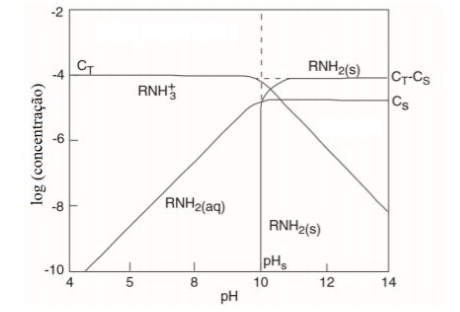 -2
C_T
RNH₂(s)
-4
C_T-C_S
RNH₃⁺
C_S
log (concentração)
-6
RNH₂(aq)
-8
RNH₂(s)
-10
pH_s
4 5 8 10 12 14
pH